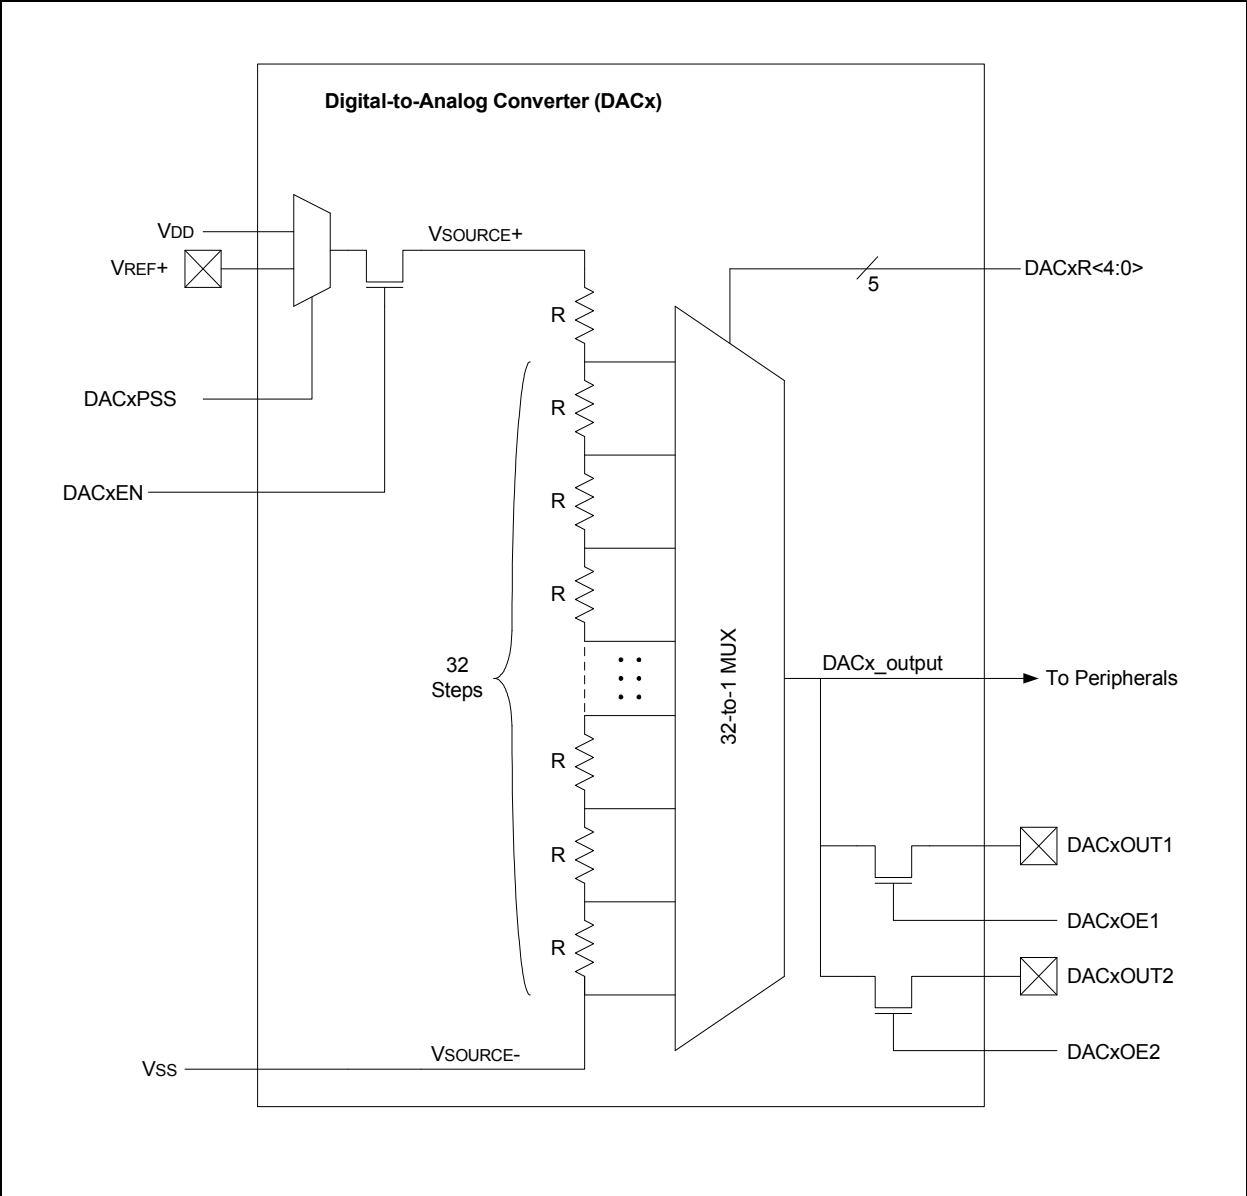 Digital-to-Analog Converter (DACx)
VDD
VREF+
VSOURCE+
DACxR<4:0>
5
R
DACxPSS
R
DACxEN
R
R
32
Steps
32-to-1 MUX
DACx_output
To Peripherals
R
R
DACxOUT1
DACxOE1
R
DACxOUT2
VSOURCE-
DACxOE2
VSS